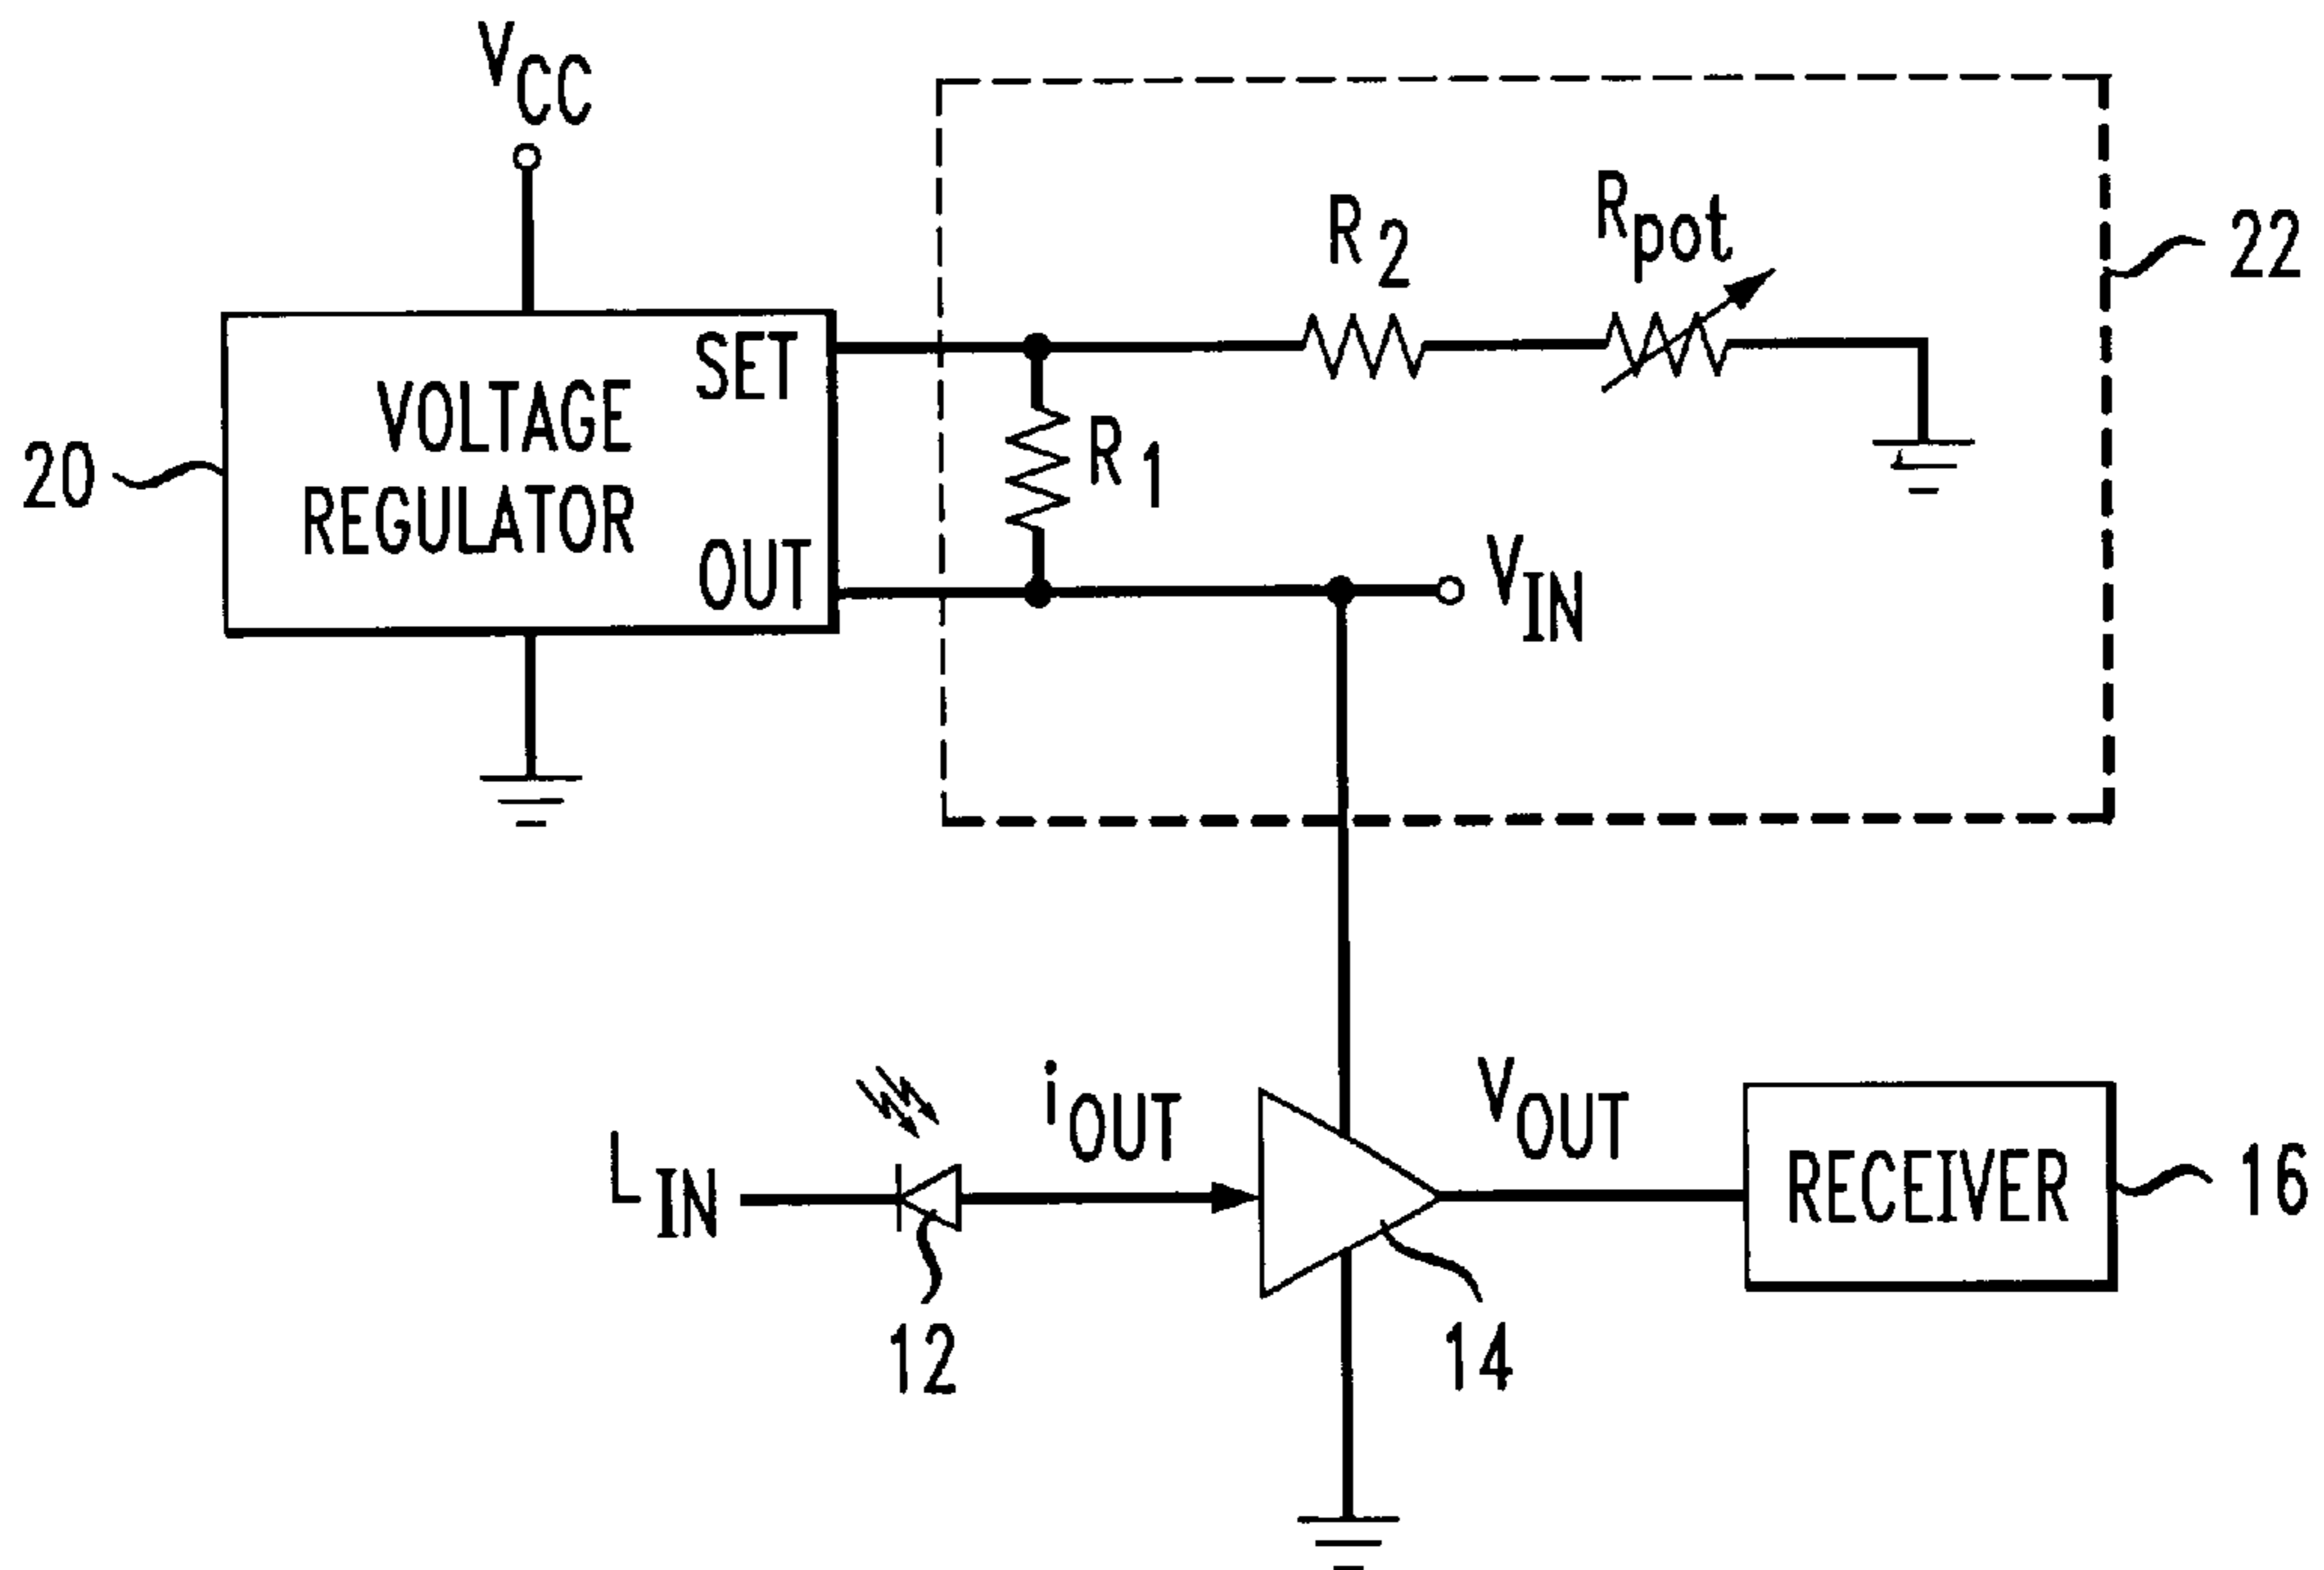 VCC
R2
Rpot
22
SET
VOLTAGE
REGULATOR
20
R1
OUT
VIN
LIN
iOUT
VOUT
RECEIVER
16
12
14